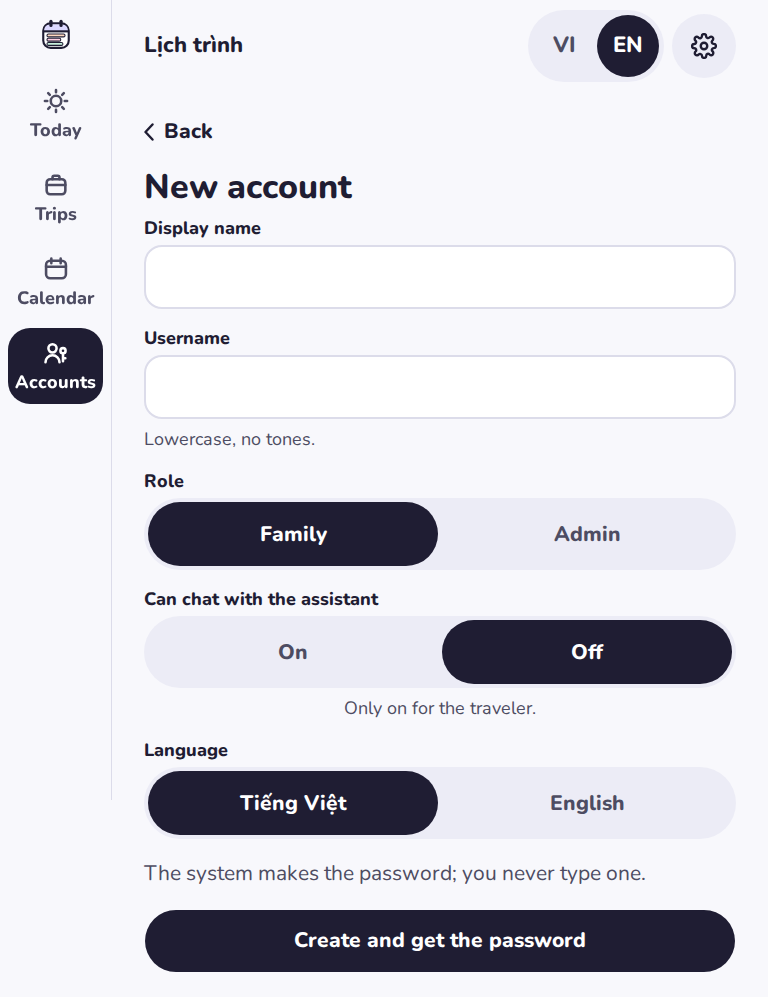 Lịch trình
VI
EN
Today
Trips
Calendar
Accounts
Back
New account
Display name
Username
Lowercase, no tones.
Role
Family
Admin
Can chat with the assistant
On
Off
Only on for the traveler.
Language
Tiếng Việt
English
The system makes the password; you never type one.
Create and get the password